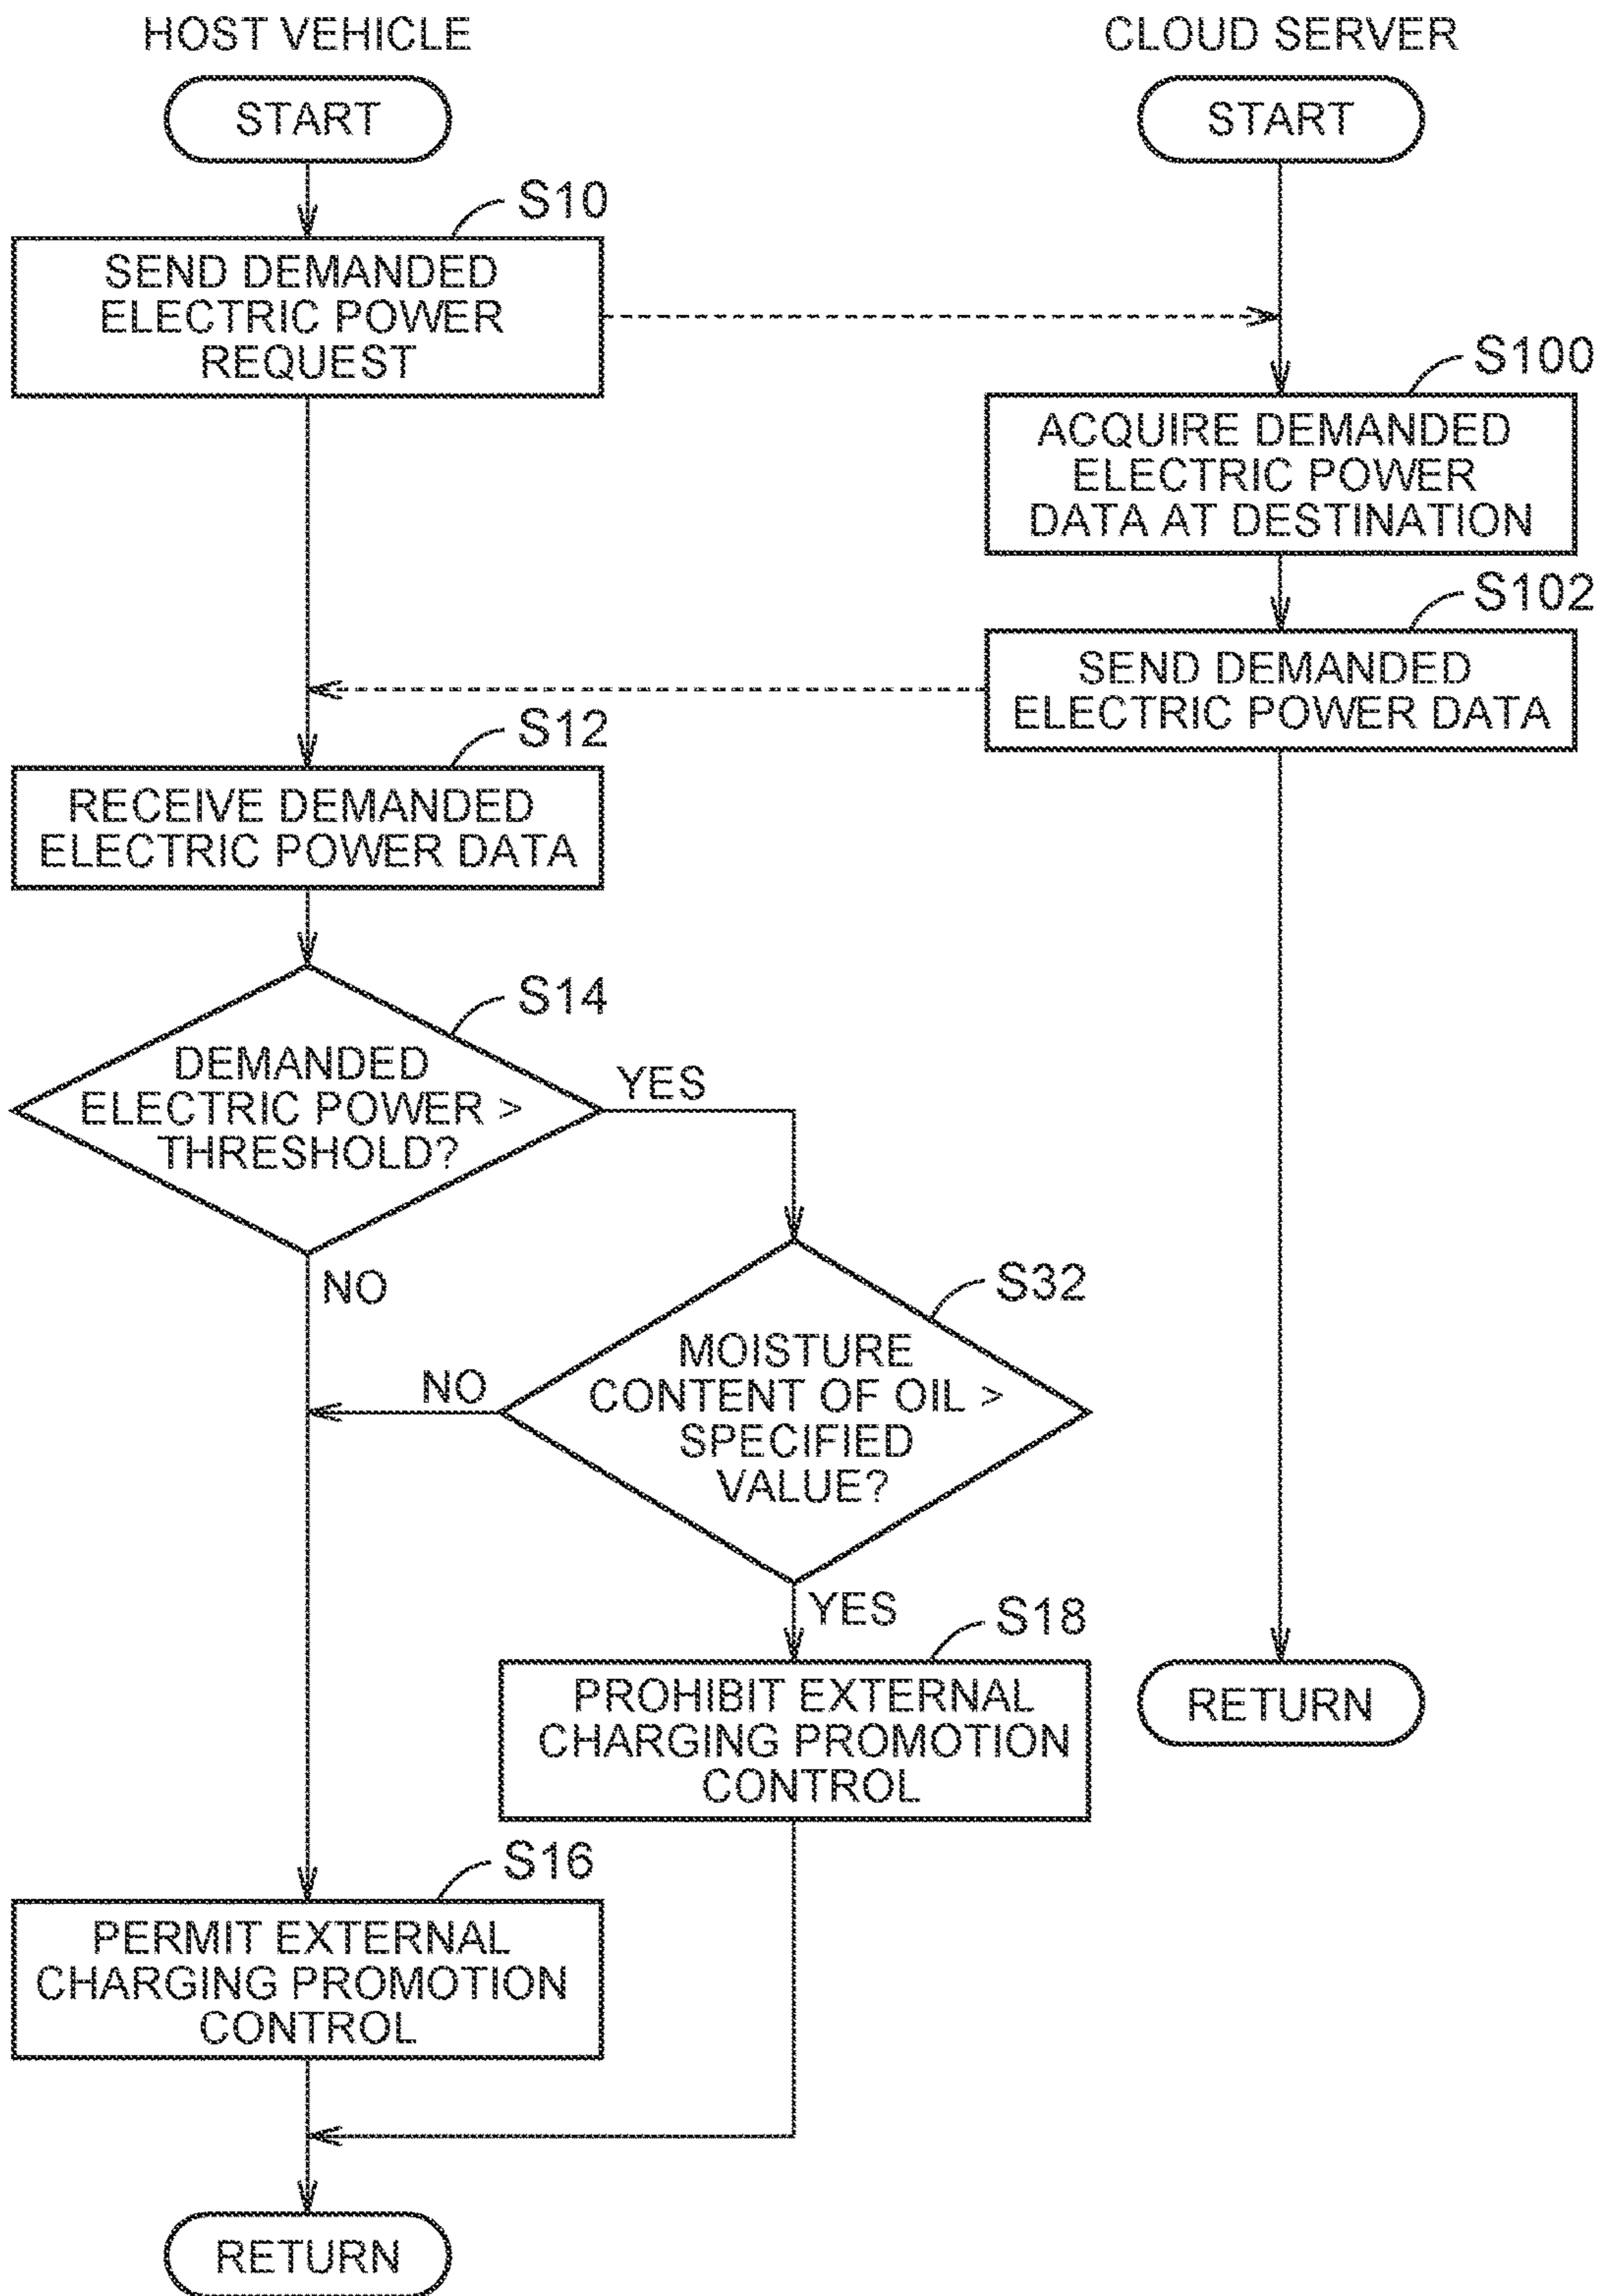 HOST VEHICLE
CLOUD SERVER
START
START
S10
SEND DEMANDED
ELECTRIC POWER
REQUEST
S100
ACQUIRE DEMANDED
ELECTRIC POWER
DATA AT DESTINATION
S102
SEND DEMANDED
ELECTRIC POWER DATA
S12
RECEIVE DEMANDED
ELECTRIC POWER DATA
S14
DEMANDED
ELECTRIC POWER >
THRESHOLD?
YES
NO
S32
MOISTURE
CONTENT OF OIL >
SPECIFIED
VALUE?
NO
YES
S18
PROHIBIT EXTERNAL
CHARGING PROMOTION
CONTROL
RETURN
S16
PERMIT EXTERNAL
CHARGING PROMOTION
CONTROL
RETURN